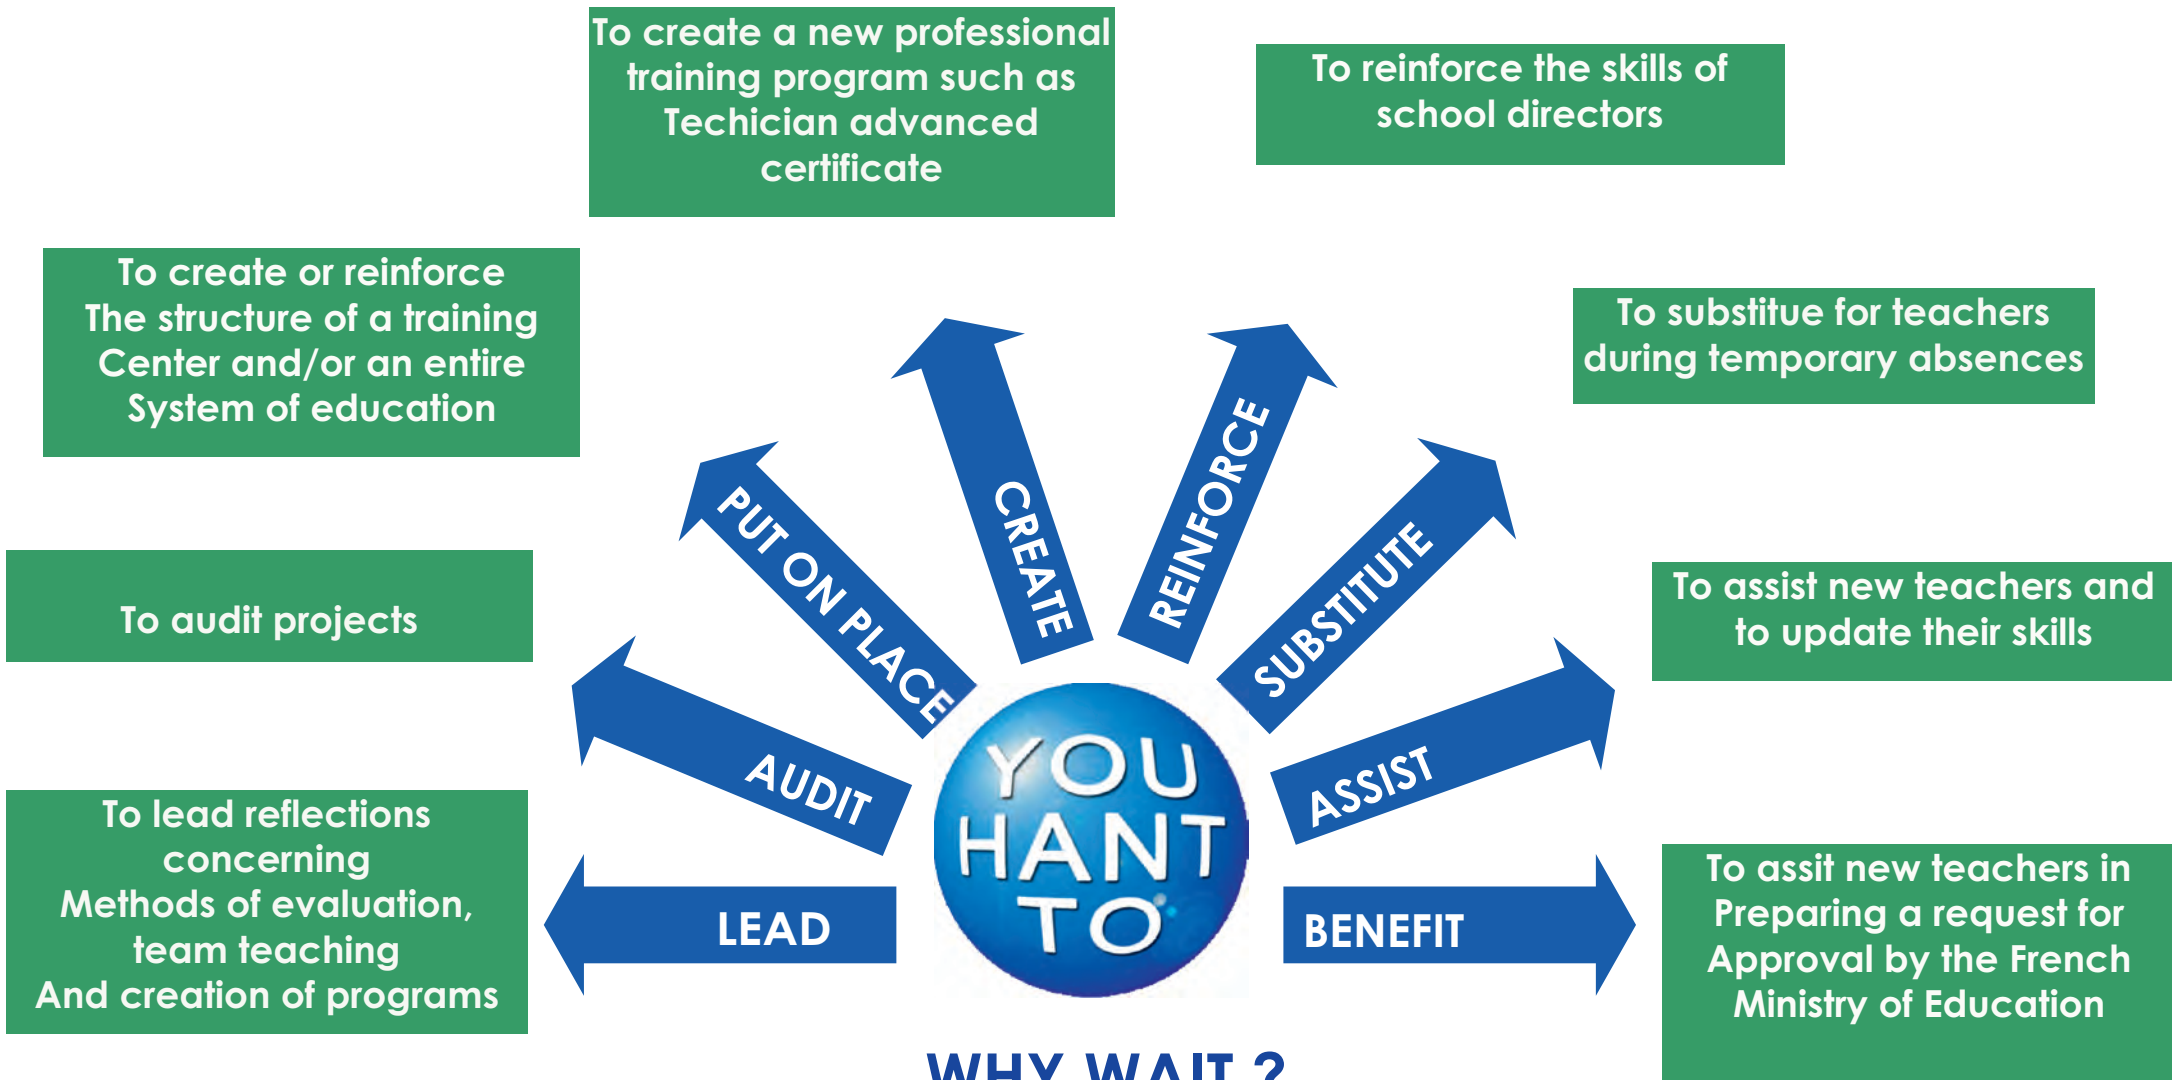 To create a new professional
training program such as
Techician advanced
certificate
To reinforce the skills of
school directors
To create or reinforce
The structure of a training
Center and/or an entire
System of education
To substitue for teachers
during temporary absences
To audit projects
To assist new teachers and
to update their skills
To lead reflections
concerning
Methods of evaluation,
team teaching
And creation of programs
To assit new teachers in
Preparing a request for
Approval by the French
Ministry of Education
LEAD
AUDIT
PUT ON PLACE
CREATE
REINFORCE
SUBSTITUTE
ASSIST
BENEFIT
YOU
HANT
TO
WHY WAIT ?